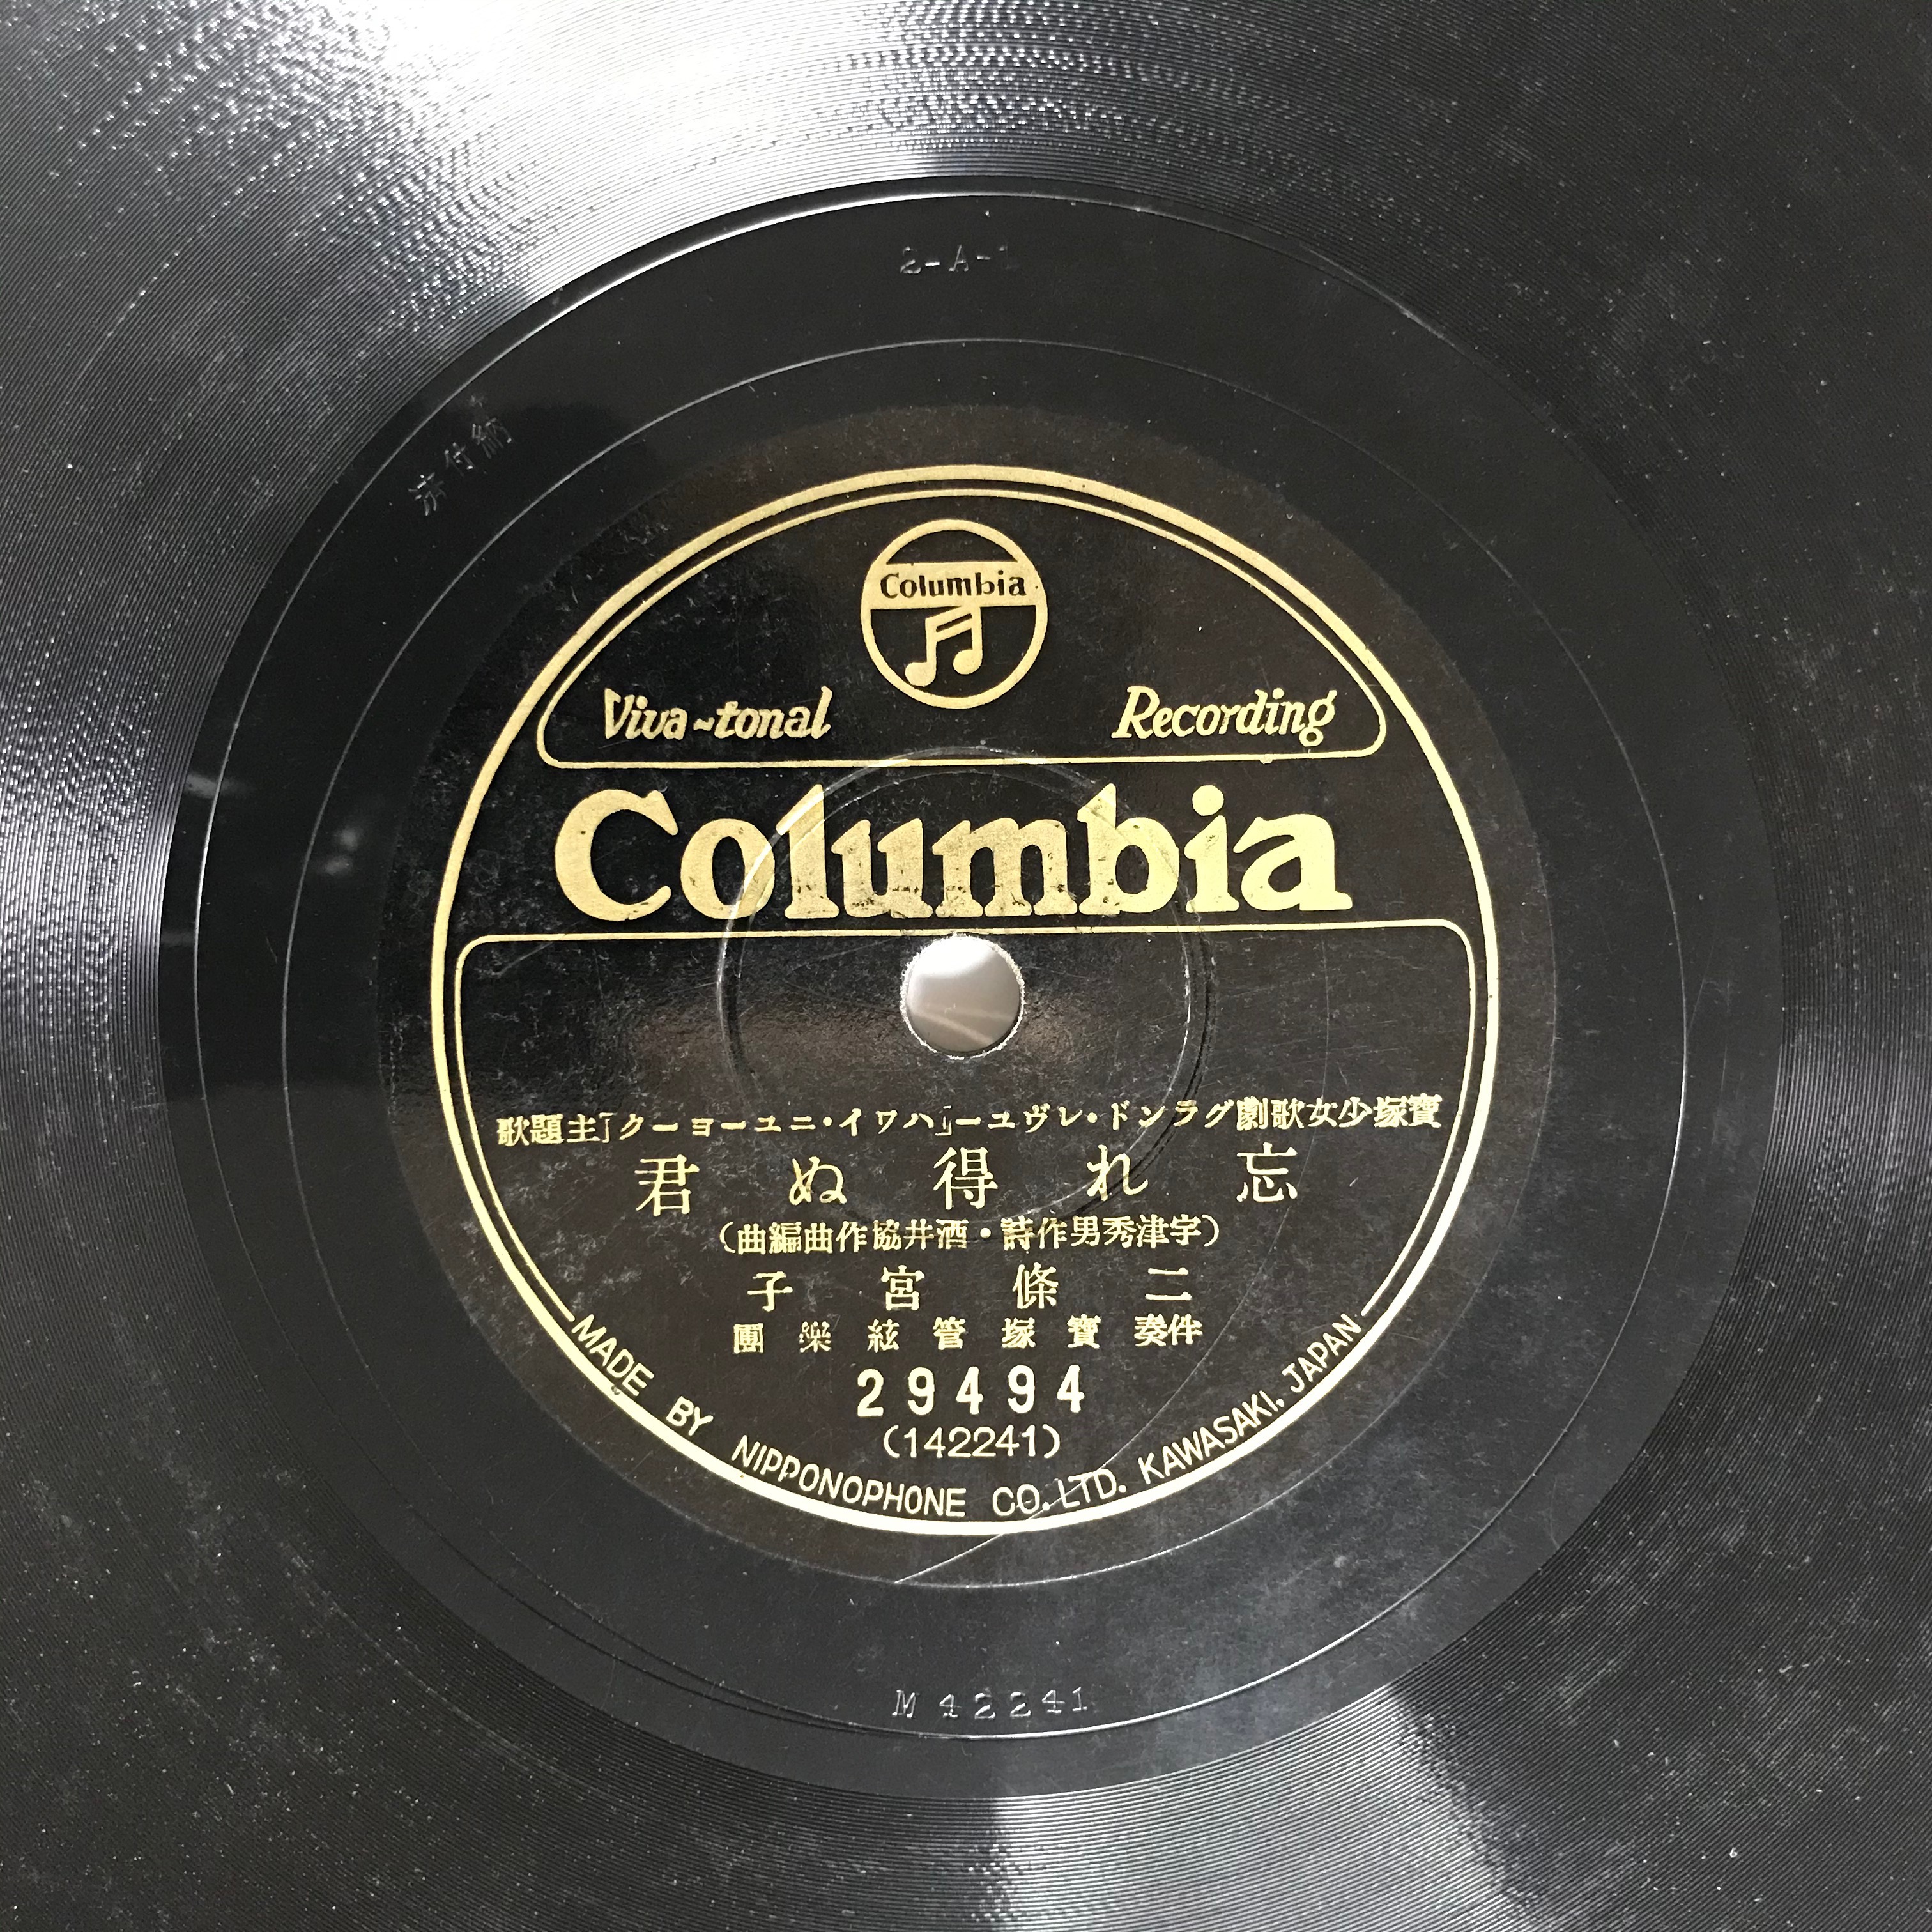 Columbia
Viva-tonal Recording
Columbia
寶塚少女歌劇グランド・レヴユー「ハワイ・ニユーヨーク」主題歌
忘れ得ぬ君
(宇津秀男作詩・酒井協作曲編曲)
二條宮子
伴奏 寶塚管絃樂團
29494
(142241)
MADE BY NIPPONOPHONE CO. LTD. KAWASAKI, JAPAN
M 42241